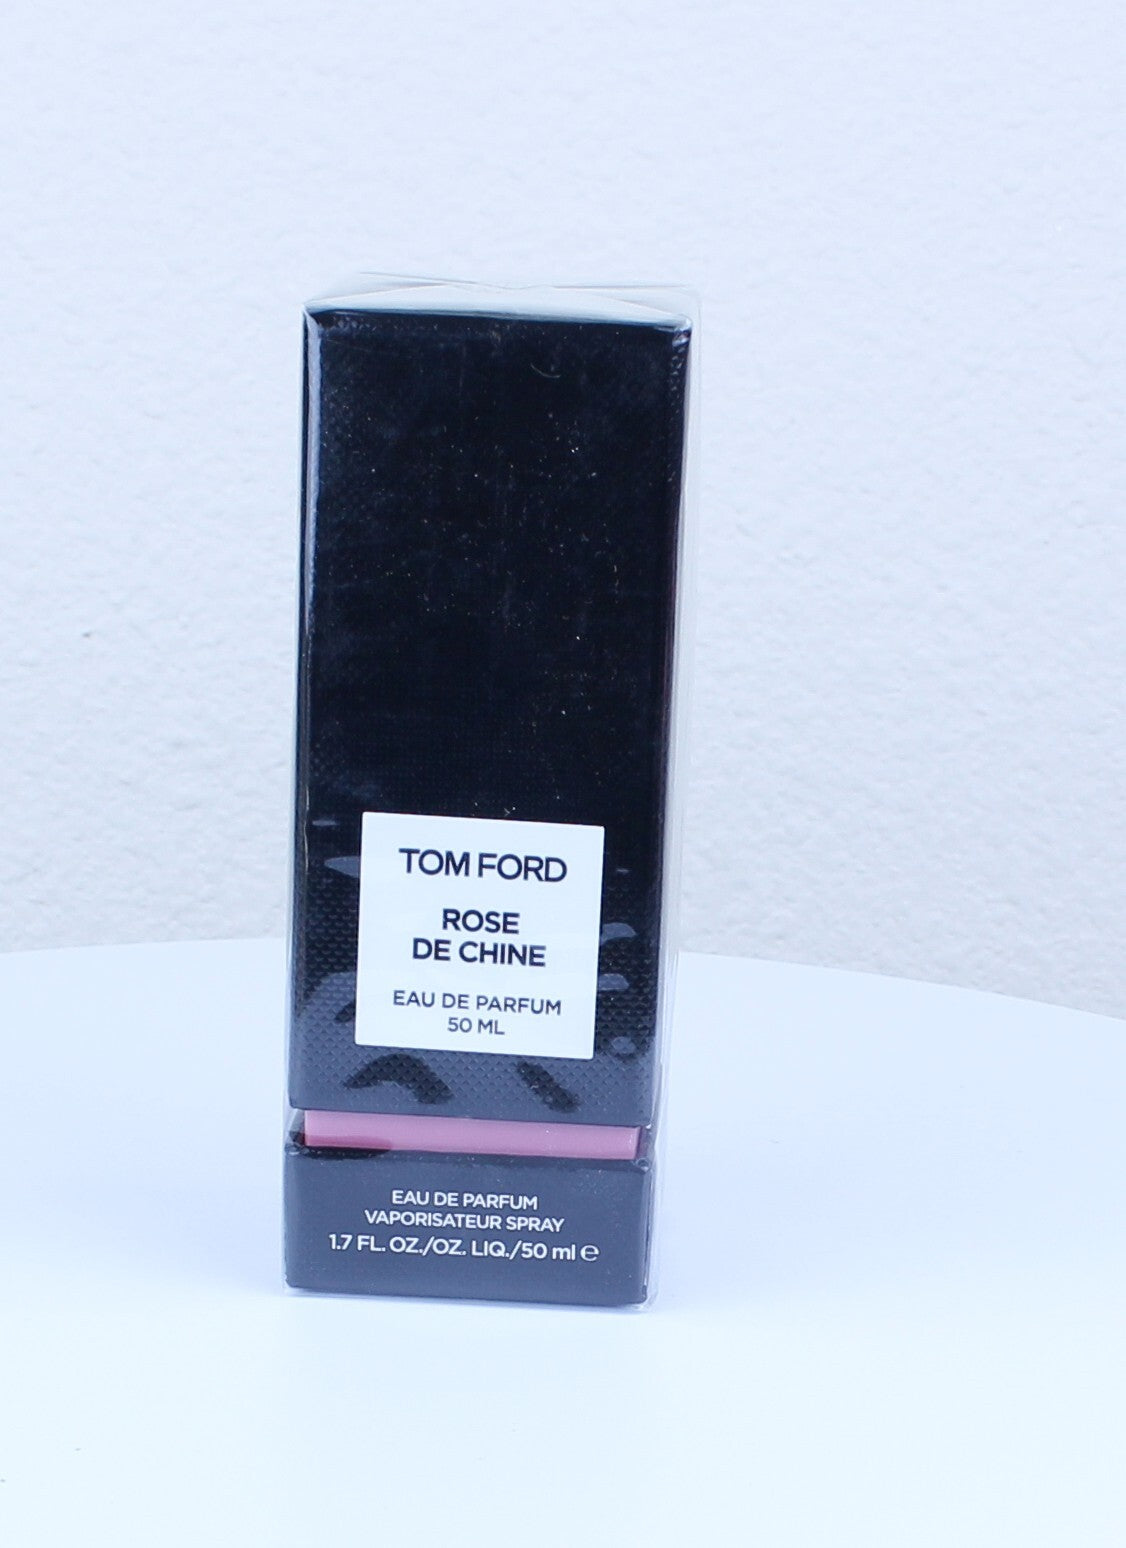 TOM FORD
ROSE
DE CHINE
EAU DE PARFUM
50 ML
EAU DE PARFUM
VAPORISATEUR SPRAY
1.7 FL. OZ./OZ. LIQ./50 ml ℮